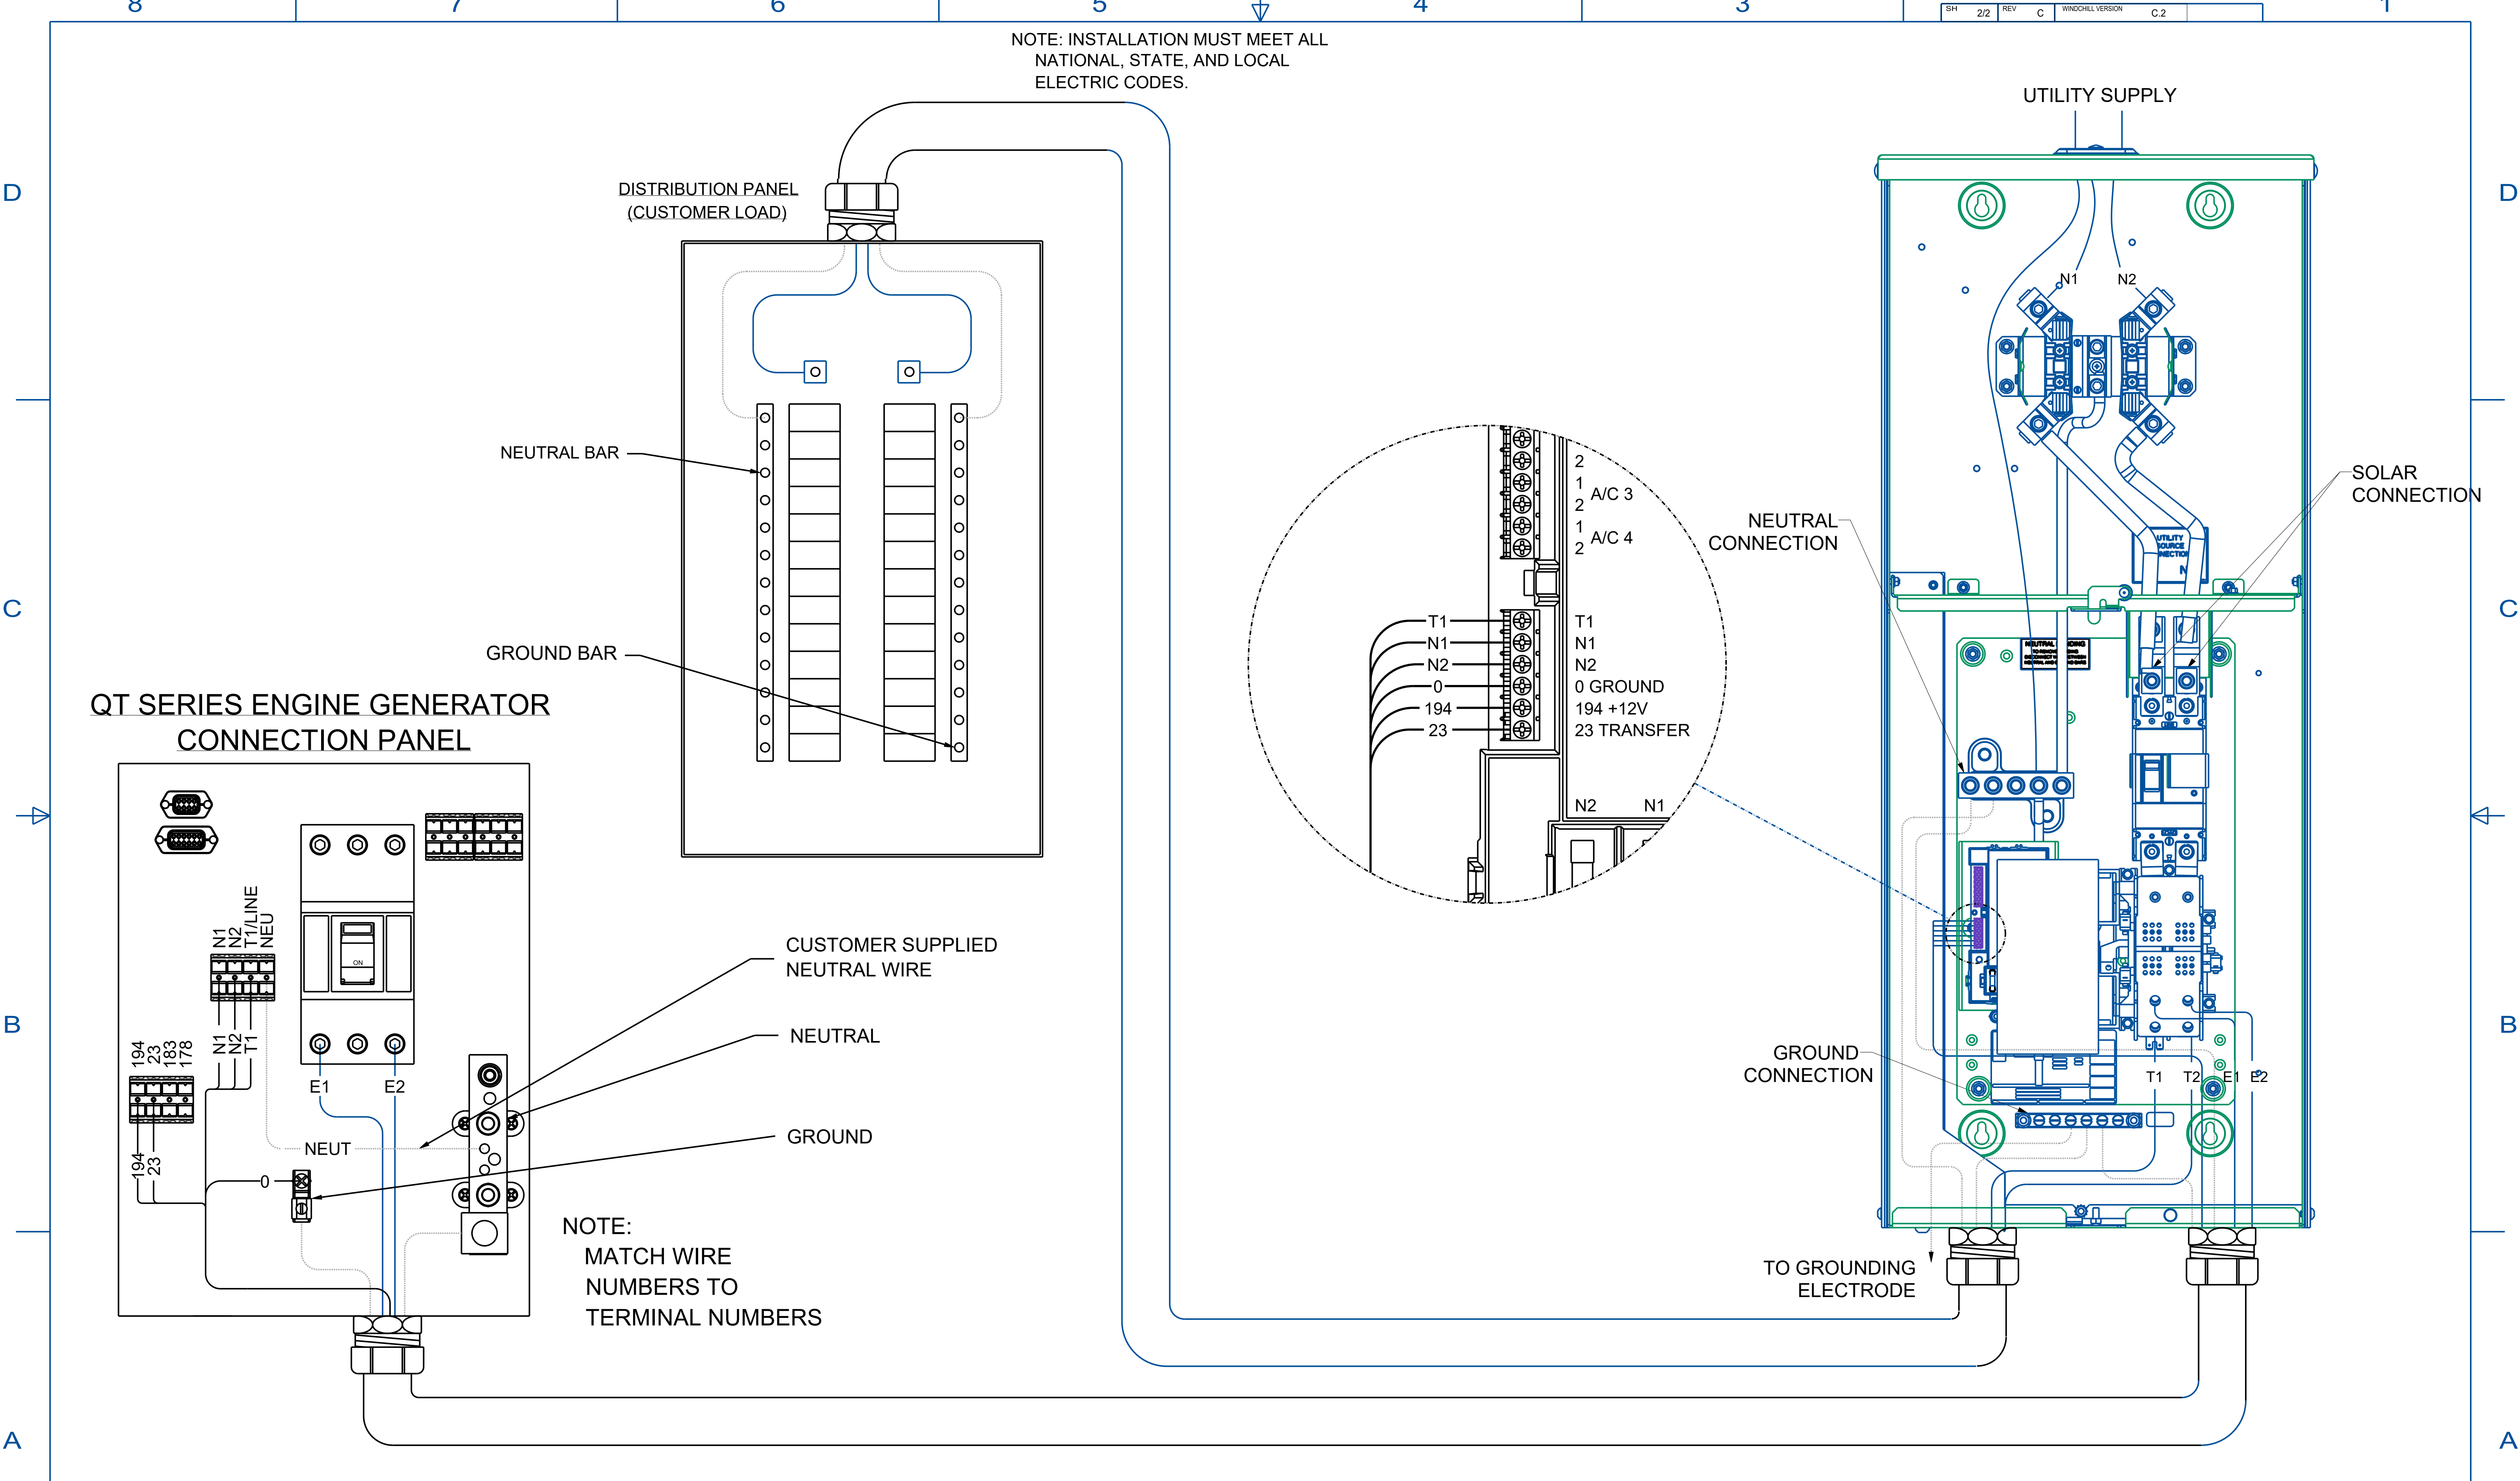 8 7 6 5 4 3 1
SH 2/2 REV C WINDCHILL VERSION C.2
NOTE: INSTALLATION MUST MEET ALL
NATIONAL, STATE, AND LOCAL
ELECTRIC CODES.
UTILITY SUPPLY
D D
DISTRIBUTION PANEL
(CUSTOMER LOAD)
N1 N2
NEUTRAL BAR
SOLAR
CONNECTION
NEUTRAL
CONNECTION
2
1
A/C 3
2
1
A/C 4
2
UTILITY
C C
T1 T1
N1 N1
N2 N2
0 0 GROUND
194 194 +12V
23 23 TRANSFER
N2 N1
GROUND BAR
QT SERIES ENGINE GENERATOR
CONNECTION PANEL
N1
N2
T1/LINE
NEU
ON
CUSTOMER SUPPLIED
NEUTRAL WIRE
NEUTRAL
GROUND
B B
194
23
183
178
N1
N2
T1
E1 E2
NEUT
194
23
0
GROUND
CONNECTION
T1 T2 E1 E2
NOTE:
MATCH WIRE
NUMBERS TO
TERMINAL NUMBERS
TO GROUNDING
ELECTRODE
A A